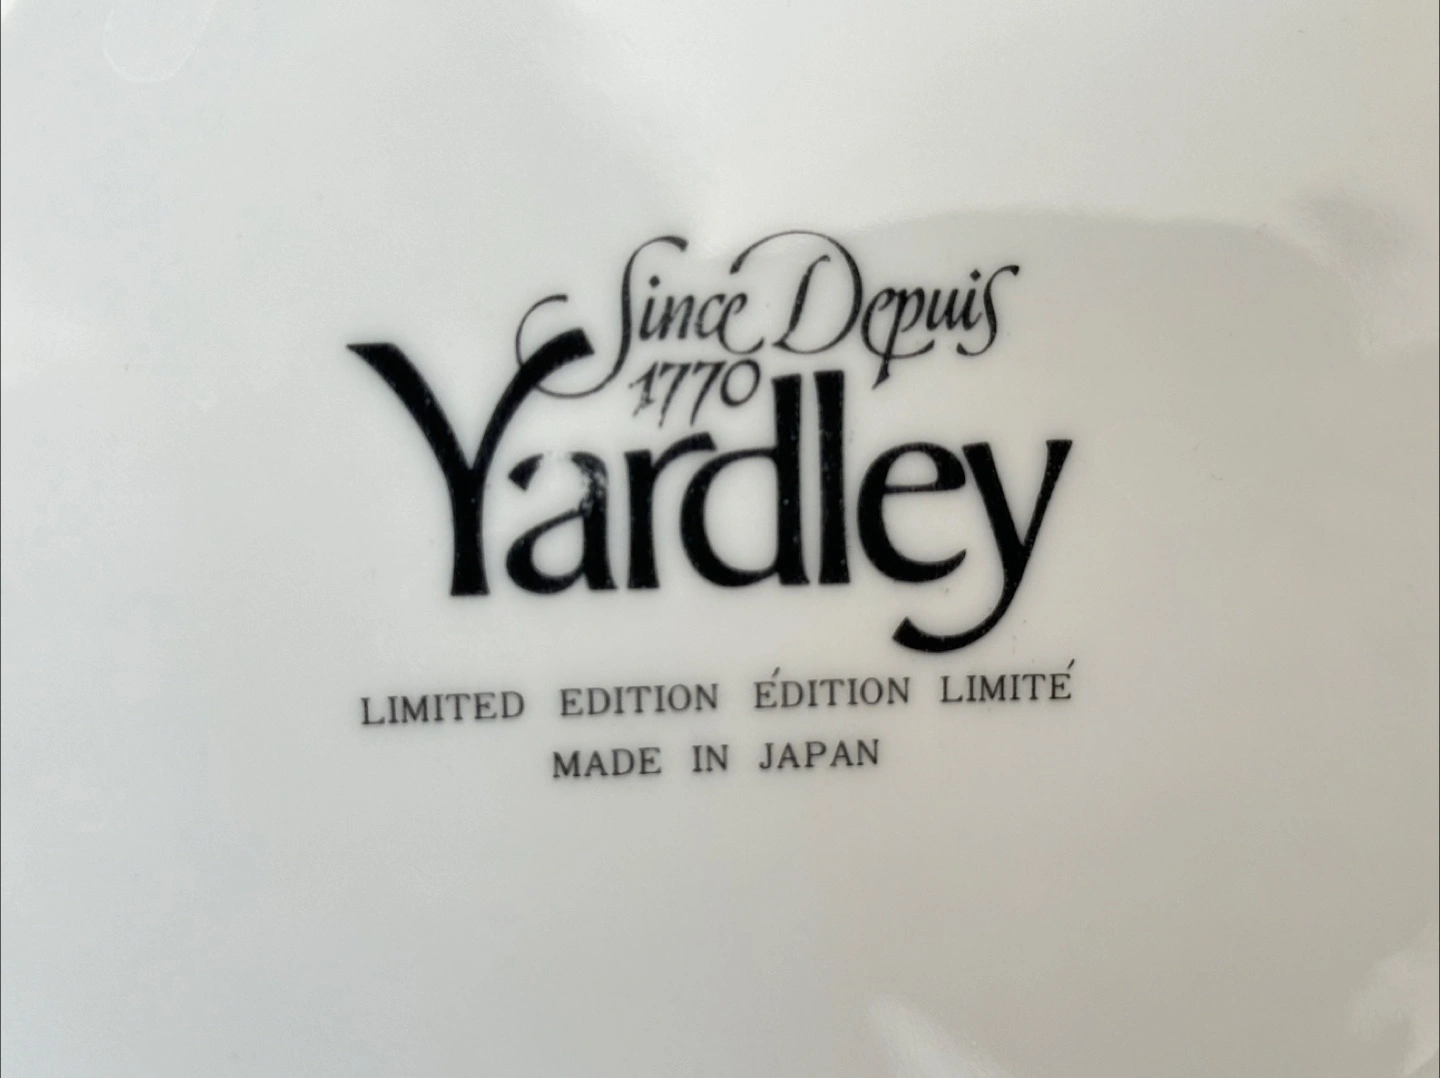 Since Depuis
1770
Yardley
LIMITED EDITION ÉDITION LIMITÉ
MADE IN JAPAN